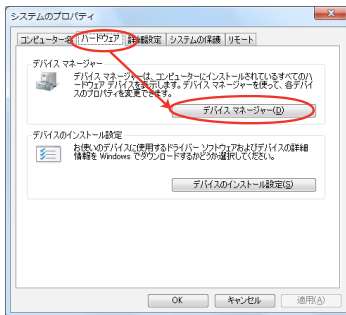 システムのプロパティ
コンピューター名 ハードウェア 詳細設定 システムの保護 リモート
デバイス マネージャー
デバイス マネージャーは、コンピューターにインストールされているすべてのハ
ードウェア デバイスを表示します。デバイス マネージャーを使って、各デバイ
スのプロパティを変更できます。
デバイス マネージャー(D)
デバイスのインストール設定
お使いのデバイスに使用するドライバー ソフトウェアおよびデバイスの詳細
情報を Windows でダウンロードするかどうか選択してください。
デバイスのインストール設定(S)
OK キャンセル 適用(A)